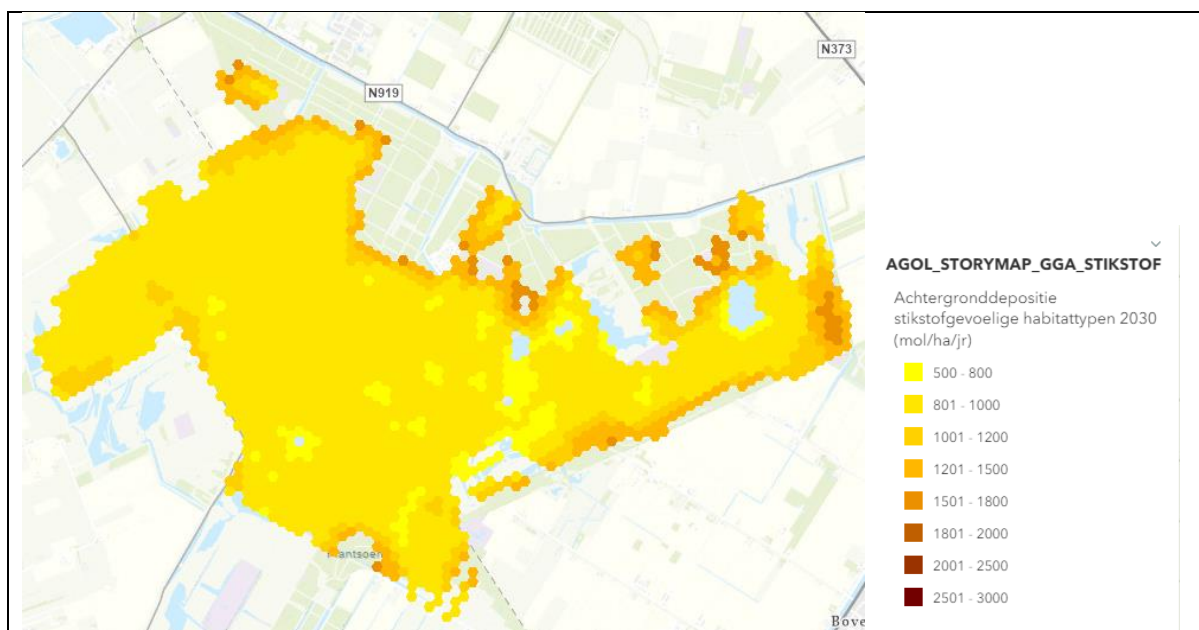 N373
N919
AGOL_STORYMAP_GGA_STIKSTOF
Achtergronddepositie
stikstofgevoelige habitattypen 2030
(mol/ha/jr)
500 - 800
801 - 1000
1001 - 1200
1201 - 1500
1501 - 1800
1801 - 2000
2001 - 2500
2501 - 3000
Bove